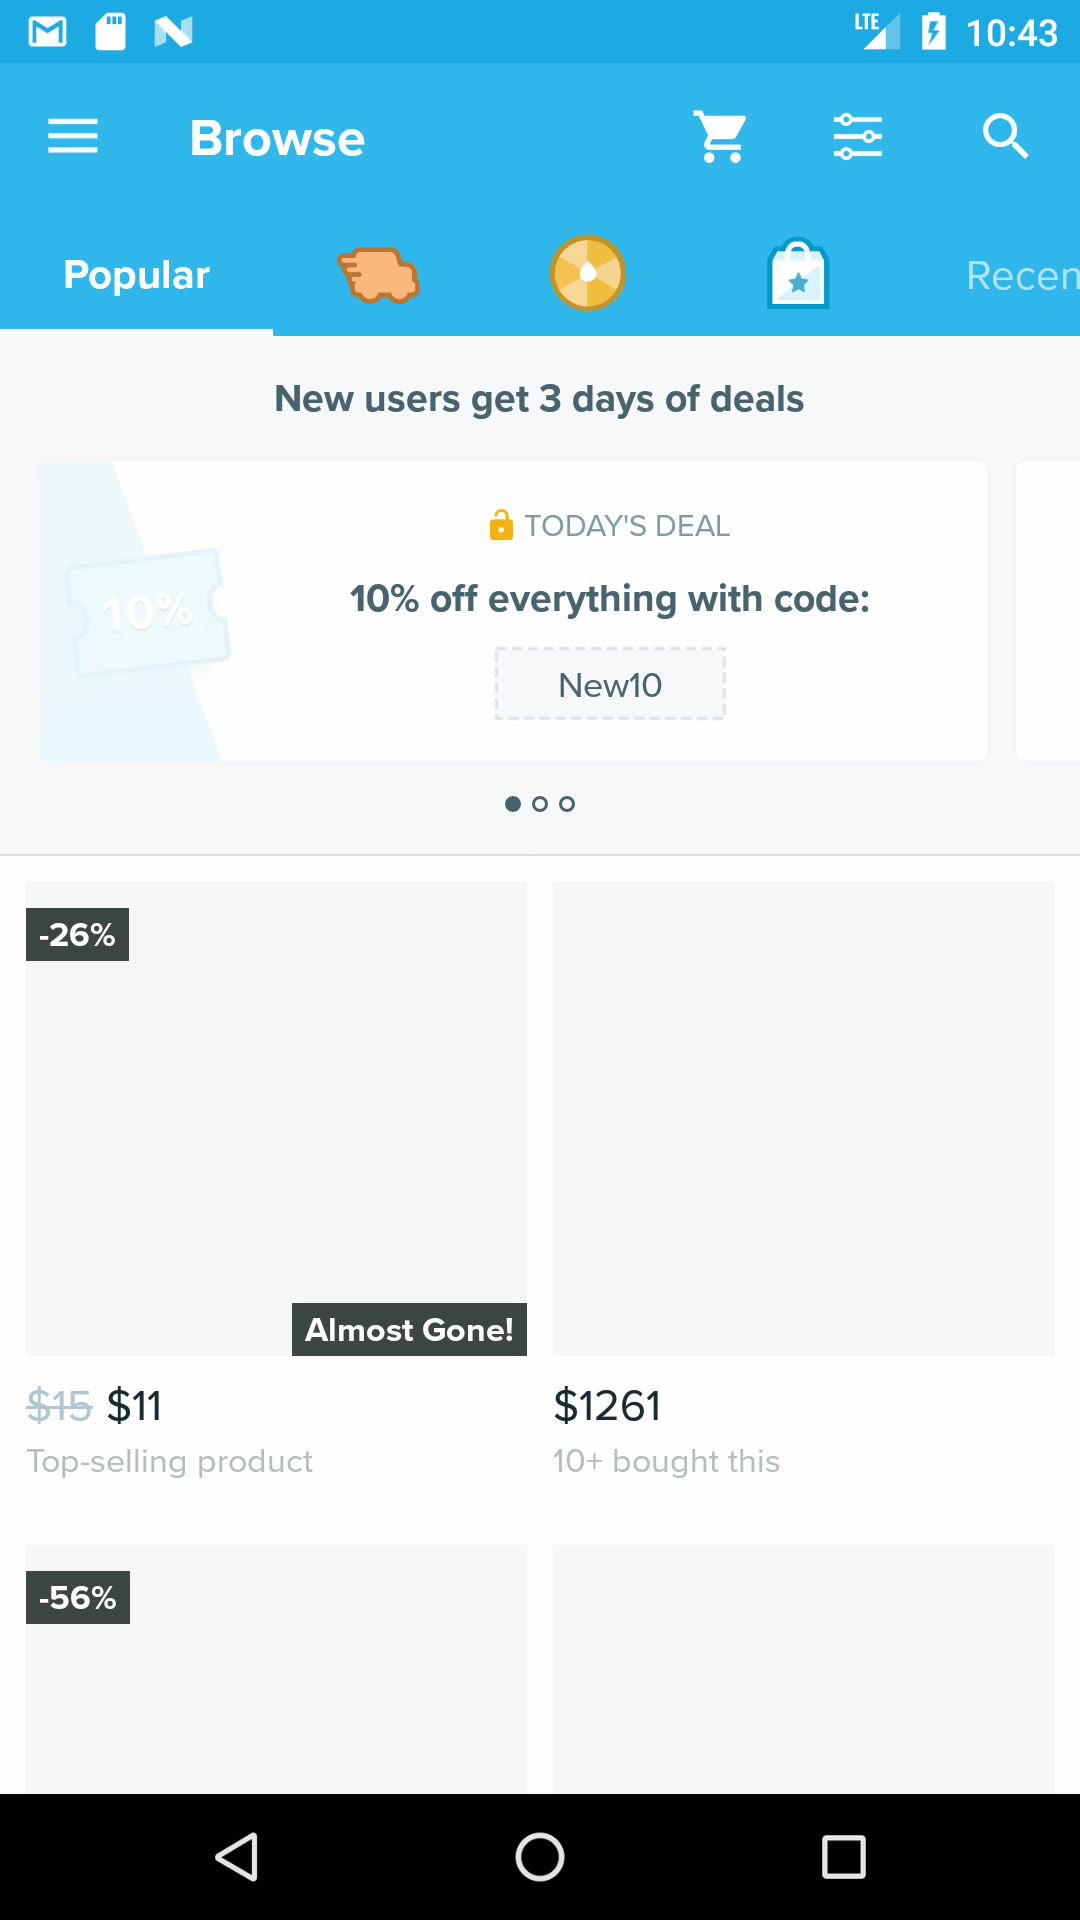 LTE 10:43
Browse
Popular
Recen
New users get 3 days of deals
TODAY'S DEAL
10% off everything with code:
10%
New10
-26%
Almost Gone!
$15 $11
$1261
Top-selling product
10+ bought this
-56%